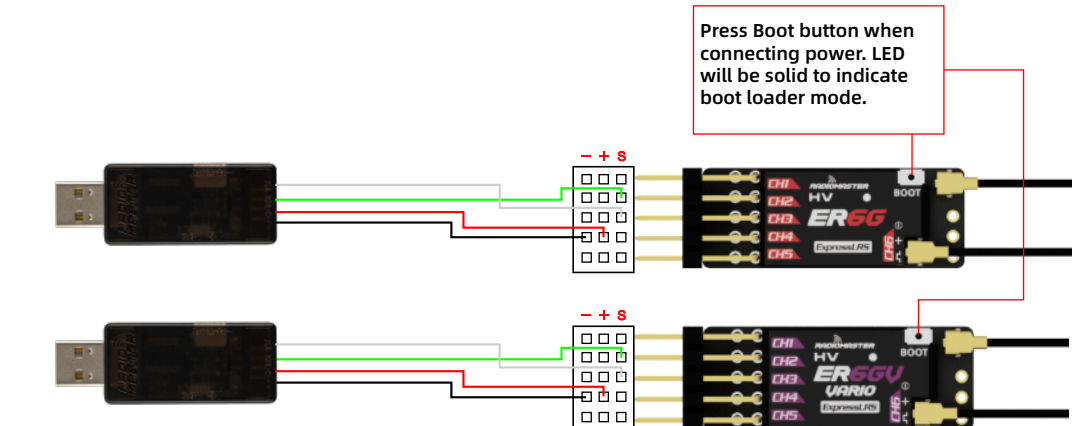 Press Boot button when
connecting power. LED
will be solid to indicate
boot loader mode.
- + S
CH1
CH2
CH3
CH4
CH5
RADIOMASTER
HV
ER6G
ExpressLRS
BOOT
CH6
- + S
CH1
CH2
CH3
CH4
CH5
RADIOMASTER
HV
ER6GV
VARIO
ExpressLRS
BOOT
CH6